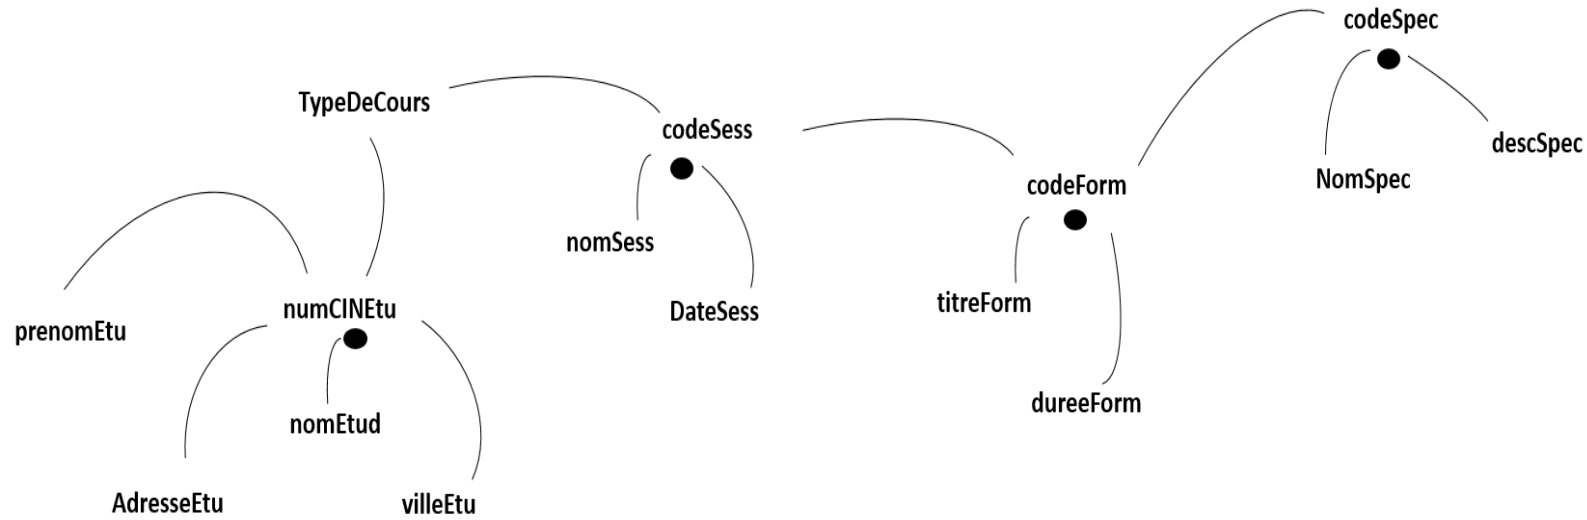 codeSpec
TypeDeCours
codeSess
descSpec
NomSpec
codeForm
nomSess
titreForm
DateSess
numCINEtu
prenomEtu
dureeForm
nomEtud
AdresseEtu
villeEtu